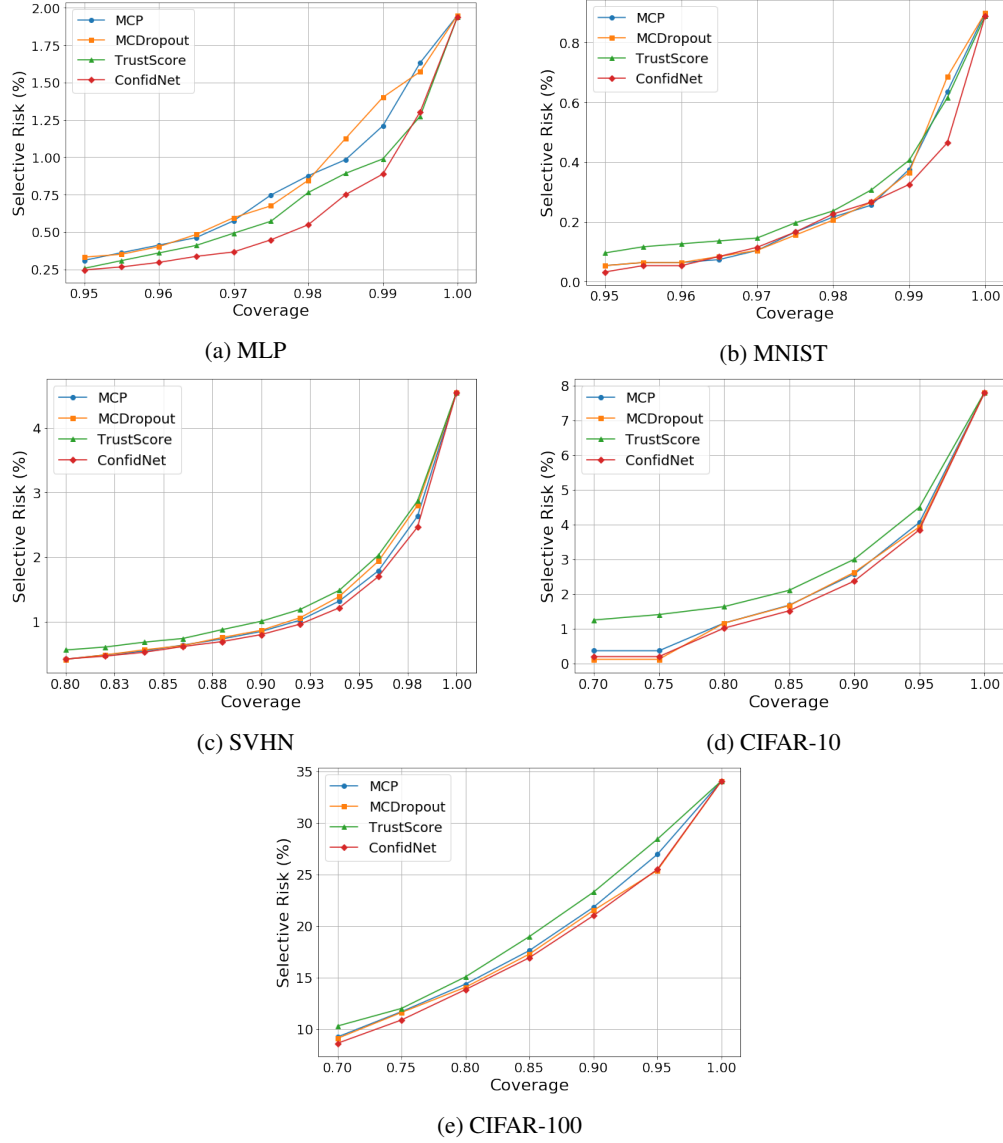 2.00
1.75
1.50
1.25
1.00
0.75
0.50
0.25
Selective Risk (%)
MCP
MCDropout
TrustScore
ConfidNet
0.95 0.96 0.97 0.98 0.99 1.00
Coverage
(a) MLP
0.8
0.6
0.4
0.2
0.0
Selective Risk (%)
MCP
MCDropout
TrustScore
ConfidNet
0.95 0.96 0.97 0.98 0.99 1.00
Coverage
(b) MNIST
4
3
2
1
Selective Risk (%)
MCP
MCDropout
TrustScore
ConfidNet
0.80 0.83 0.85 0.88 0.90 0.93 0.95 0.98 1.00
Coverage
(c) SVHN
8
7
6
5
4
3
2
1
0
Selective Risk (%)
MCP
MCDropout
TrustScore
ConfidNet
0.70 0.75 0.80 0.85 0.90 0.95 1.00
Coverage
(d) CIFAR-10
35
30
25
20
15
10
Selective Risk (%)
MCP
MCDropout
TrustScore
ConfidNet
0.70 0.75 0.80 0.85 0.90 0.95 1.00
Coverage
(e) CIFAR-100